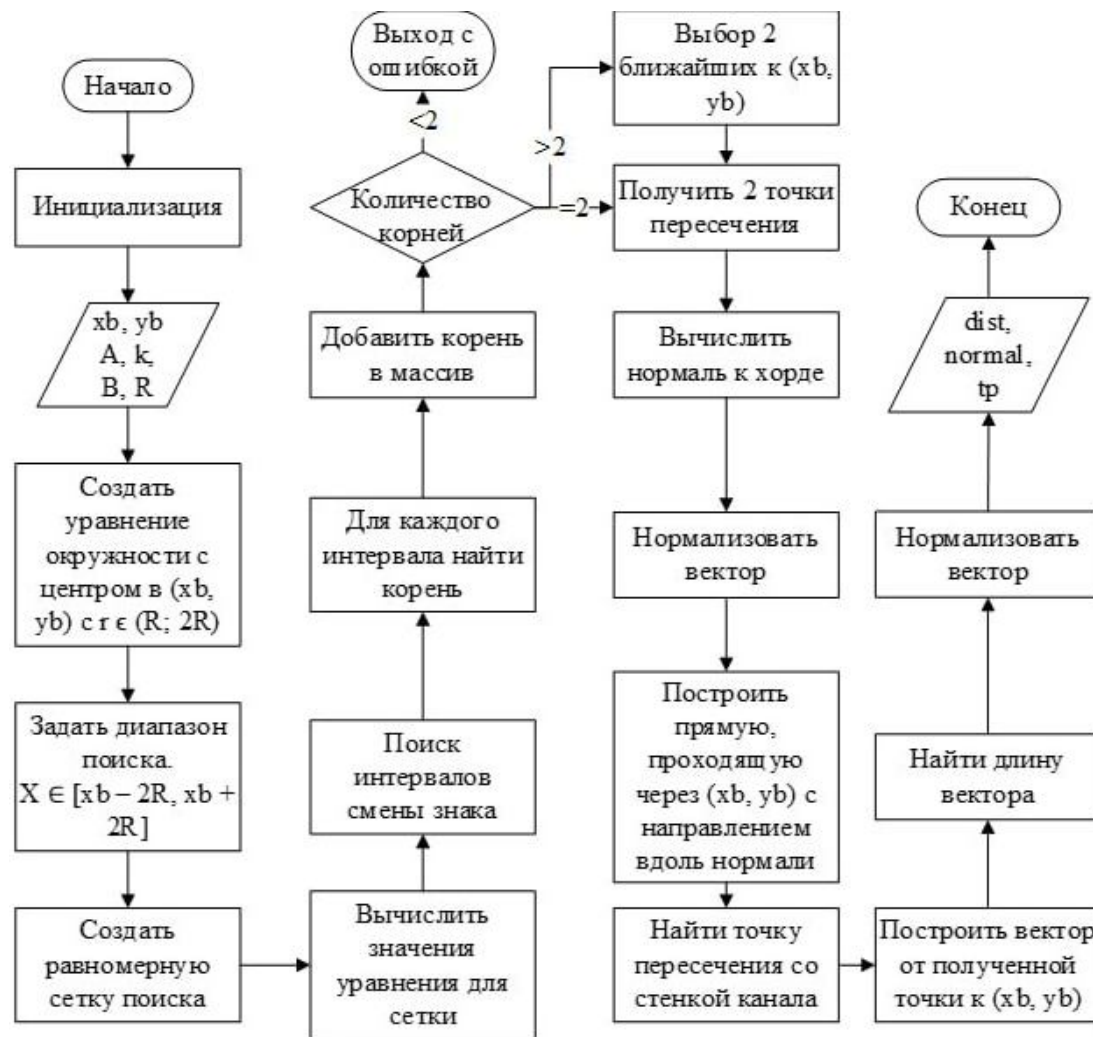 Начало
Инициализация
xb, yb
A, k,
B, R
Создать
уравнение
окружности с
центром в (xb,
yb) с r ϵ (R; 2R)
Задать диапазон
поиска.
X ∈ [xb – 2R, xb +
2R]
Создать
равномерную
сетку поиска
Вычислить
значения
уравнения для
сетки
Поиск
интервалов
смены знака
Для каждого
интервала найти
корень
Добавить корень
в массив
Количество
корней
<2
Выход с
ошибкой
>2
=2
Выбор 2
ближайших к (xb,
yb)
Получить 2 точки
пересечения
Вычислить
нормаль к хорде
Нормализовать
вектор
Построить
прямую,
проходящую
через (xb, yb) с
направлением
вдоль нормали
Найти точку
пересечения со
стенкой канала
Построить вектор
от полученной
точки к (xb, yb)
Найти длину
вектора
Нормализовать
вектор
dist,
normal,
tp
Конец